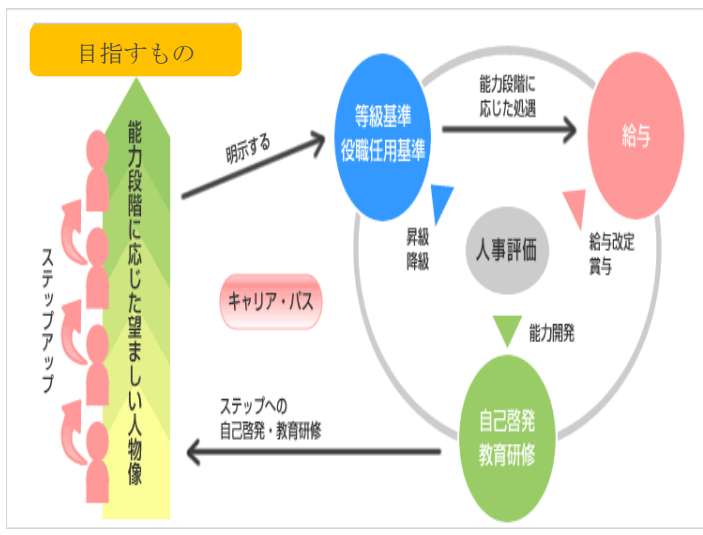 目指すもの
能力段階に応じた望ましい人物像
ステップアップ
明示する
等級基準
役職任用基準
能力段階に
応じた処遇
給与
昇級
降級
人事評価
給与改定
賞与
キャリア・パス
能力開発
ステップへの
自己啓発・教育研修
自己啓発
教育研修